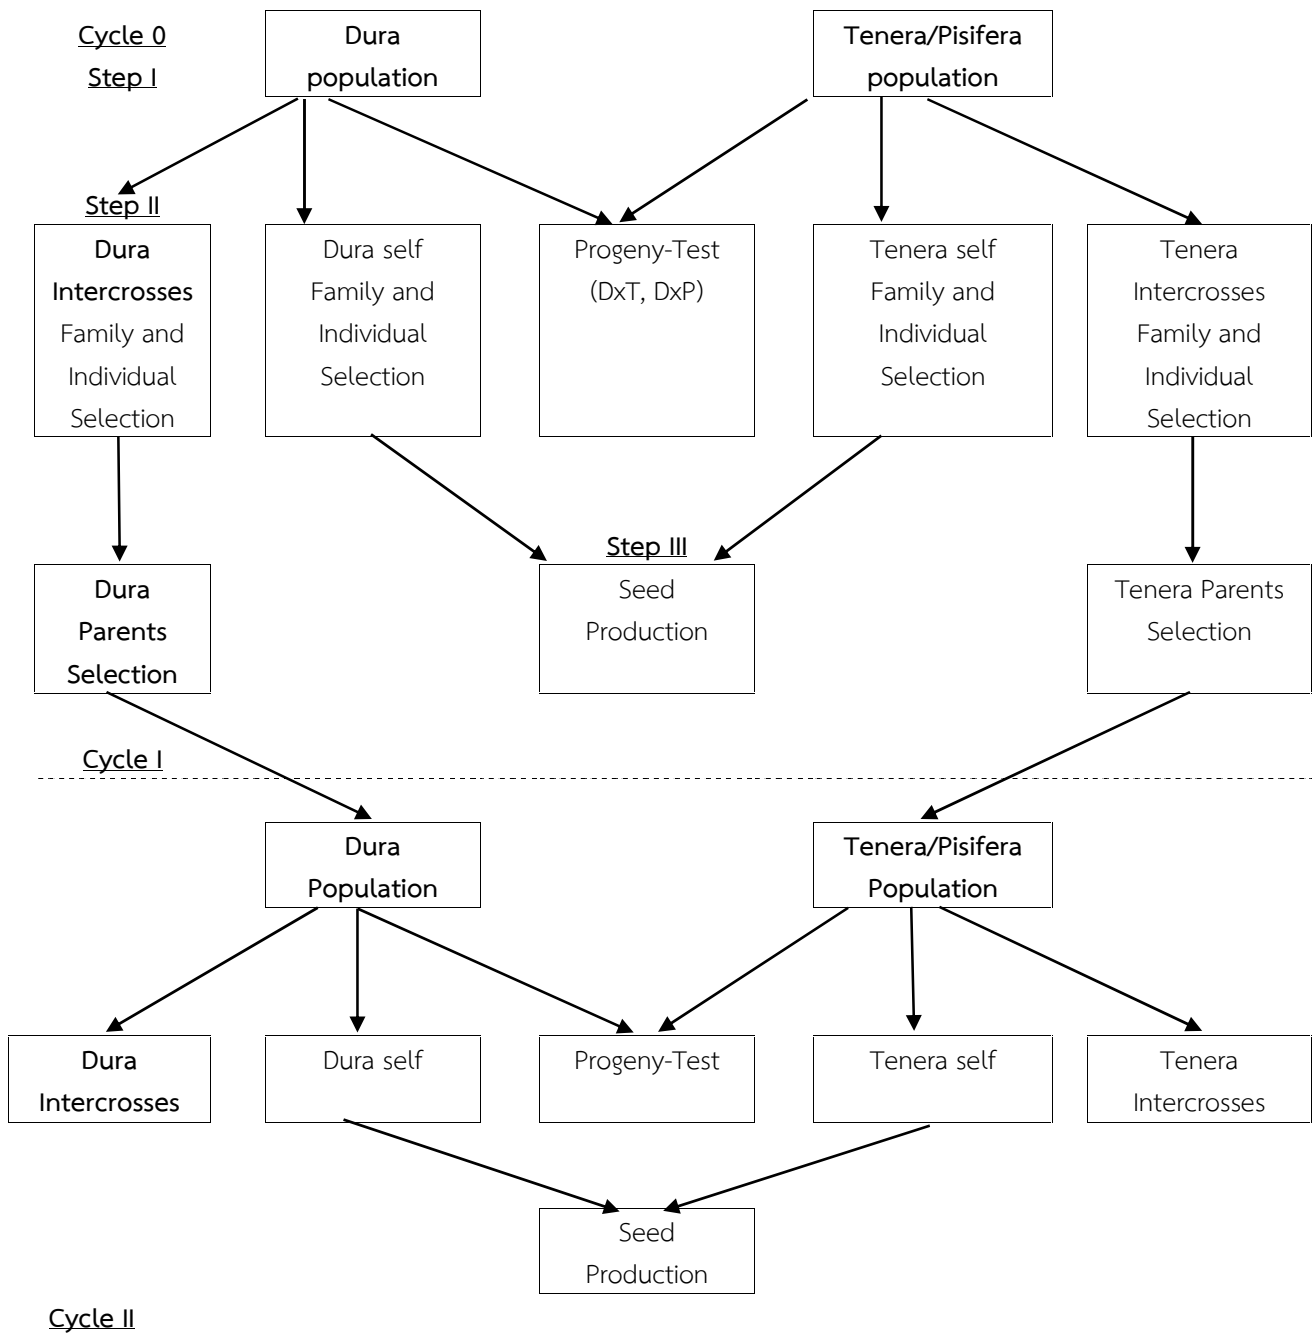 Cycle 0
Step I
Dura
population
Tenera/Pisifera
population
Step II
Dura
Intercrosses
Family and
Individual
Selection
Dura self
Family and
Individual
Selection
Progeny-Test
(DxT, DxP)
Tenera self
Family and
Individual
Selection
Tenera
Intercrosses
Family and
Individual
Selection
Step III
Dura
Parents
Selection
Seed
Production
Tenera Parents
Selection
Cycle I
Dura
Population
Tenera/Pisifera
Population
Dura
Intercrosses
Dura self
Progeny-Test
Tenera self
Tenera
Intercrosses
Seed
Production
Cycle II